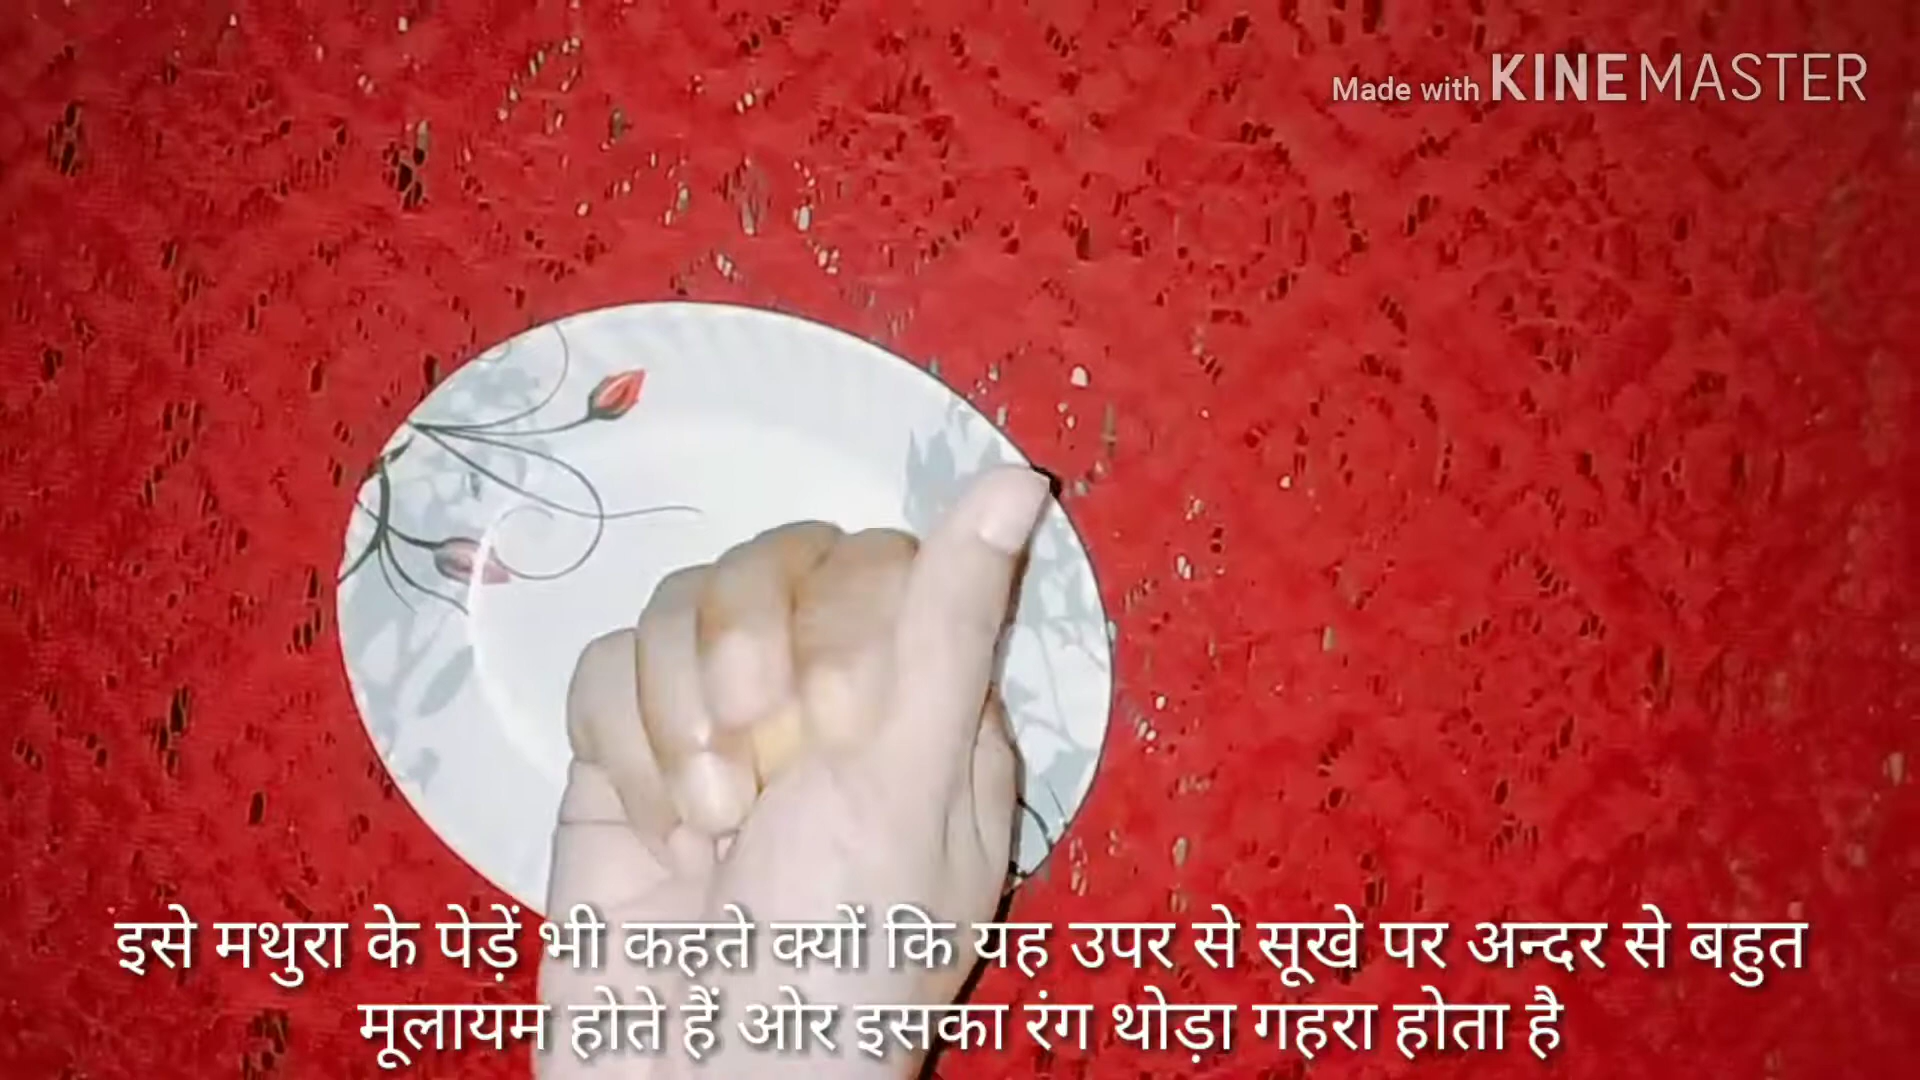 Made with KINEMASTER
इसे मथुरा के पेड़ें भी कहते क्यों कि यह उपर से सूखे पर अन्दर से बहुत
मूलायम होते हैं ओर इसका रंग थोड़ा गहरा होता है